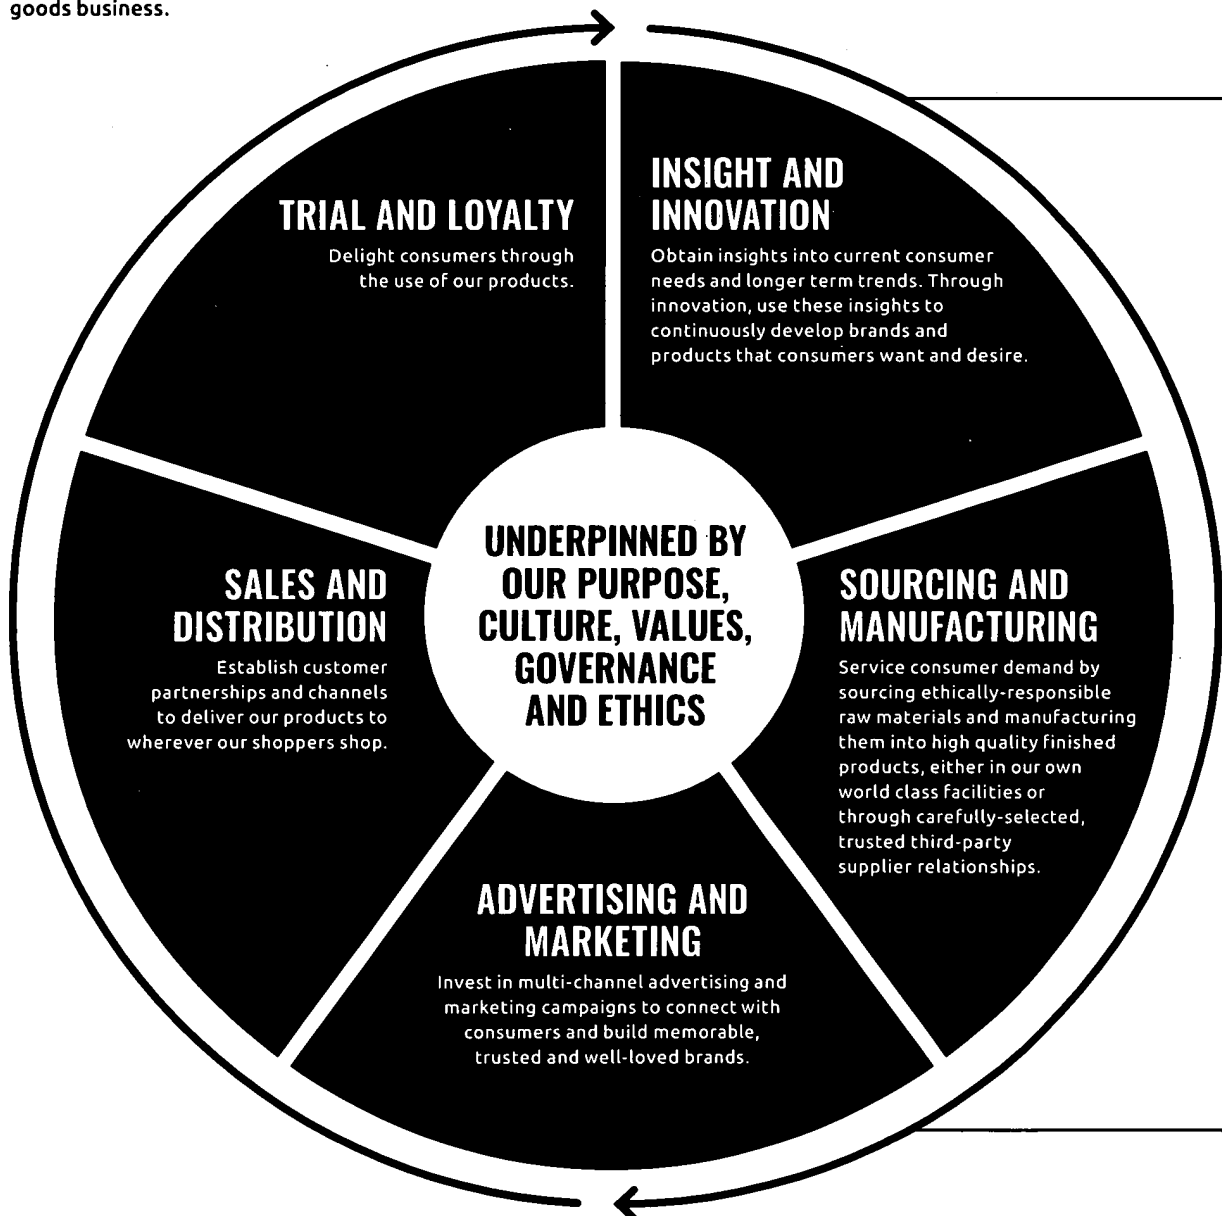 goods business.
TRIAL AND LOYALTY
Delight consumers through
the use of our products.
INSIGHT AND
INNOVATION
Obtain insights into current consumer
needs and longer term trends. Through
innovation, use these insights to
continuously develop brands and
products that consumers want and desire.
UNDERPINNED BY
OUR PURPOSE,
CULTURE, VALUES,
GOVERNANCE
AND ETHICS
SALES AND
DISTRIBUTION
Establish customer
partnerships and channels
to deliver our products to
wherever our shoppers shop.
SOURCING AND
MANUFACTURING
Service consumer demand by
sourcing ethically-responsible
raw materials and manufacturing
them into high quality finished
products, either in our own
world class facilities or
through carefully-selected,
trusted third-party
supplier relationships.
ADVERTISING AND
MARKETING
Invest in multi-channel advertising and
marketing campaigns to connect with
consumers and build memorable,
trusted and well-loved brands.